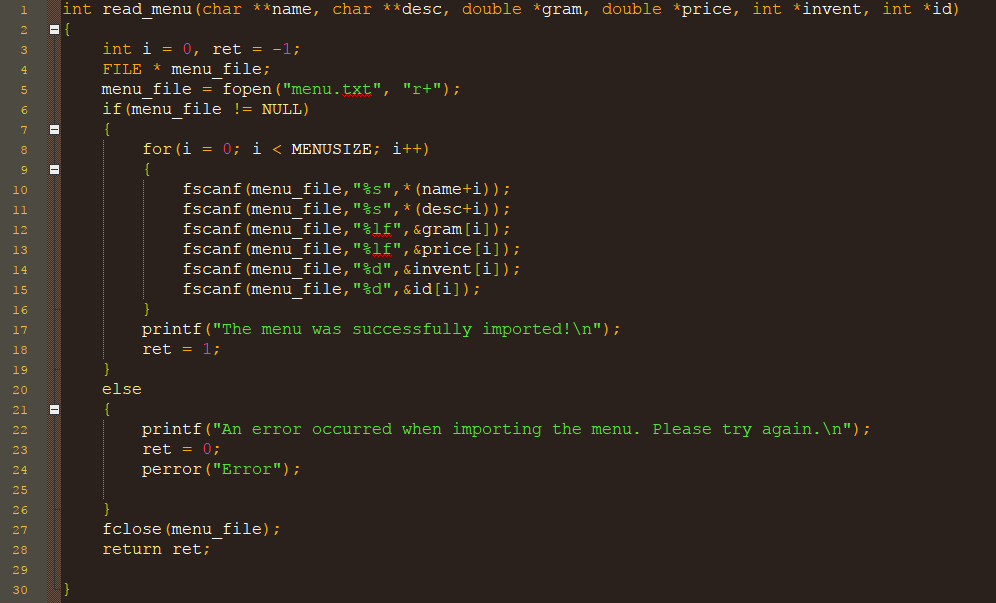 1 int read_menu(char **name, char **desc, double *gram, double *price, int *invent, int *id)
2 {
3 int i = 0, ret = -1;
4 FILE * menu_file;
5 menu_file = fopen("menu.txt", "r+");
6 if(menu_file != NULL)
7 {
8 for(i = 0; i < MENUSIZE; i++)
9 {
10 fscanf(menu_file,"%s",*(name+i));
11 fscanf(menu_file,"%s",*(desc+i));
12 fscanf(menu_file,"%lf",&gram[i]);
13 fscanf(menu_file,"%lf",&price[i]);
14 fscanf(menu_file,"%d",&invent[i]);
15 fscanf(menu_file,"%d",&id[i]);
16 }
17 printf("The menu was successfully imported!\n");
18 ret = 1;
19 }
20 else
21 {
22 printf("An error occurred when importing the menu. Please try again.\n");
23 ret = 0;
24 perror("Error");
25
26 }
27 fclose(menu_file);
28 return ret;
29
30 }